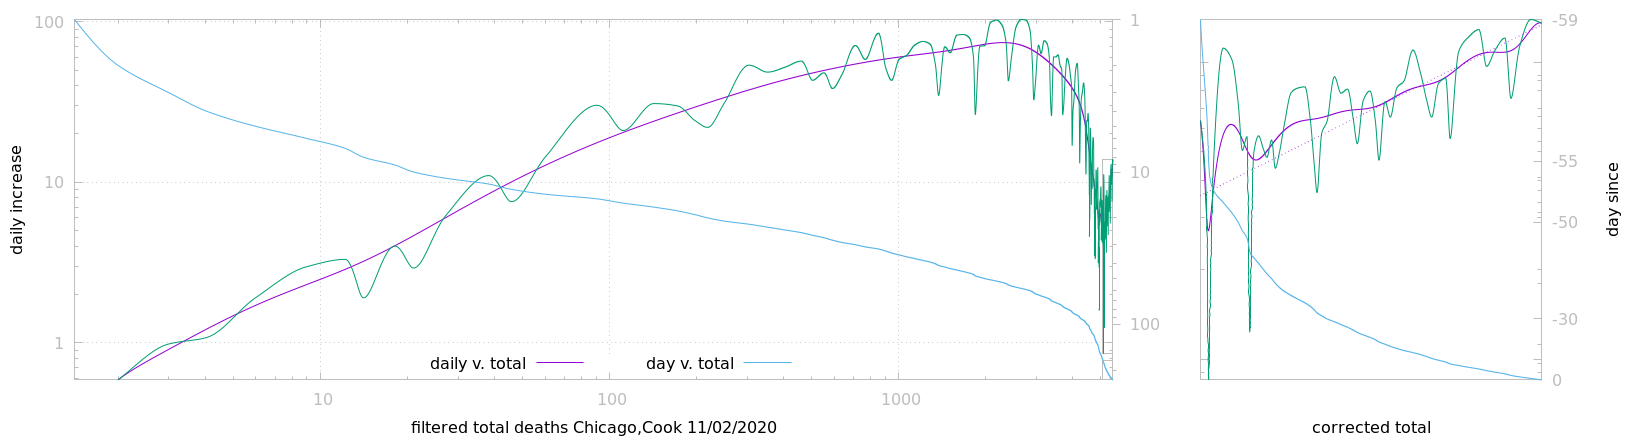 100
10
1
daily increase
10
100
1000
filtered total deaths Chicago,Cook 11/02/2020
daily v. total
day v. total
1
10
100
-59
-55
-50
-30
0
day since
corrected total